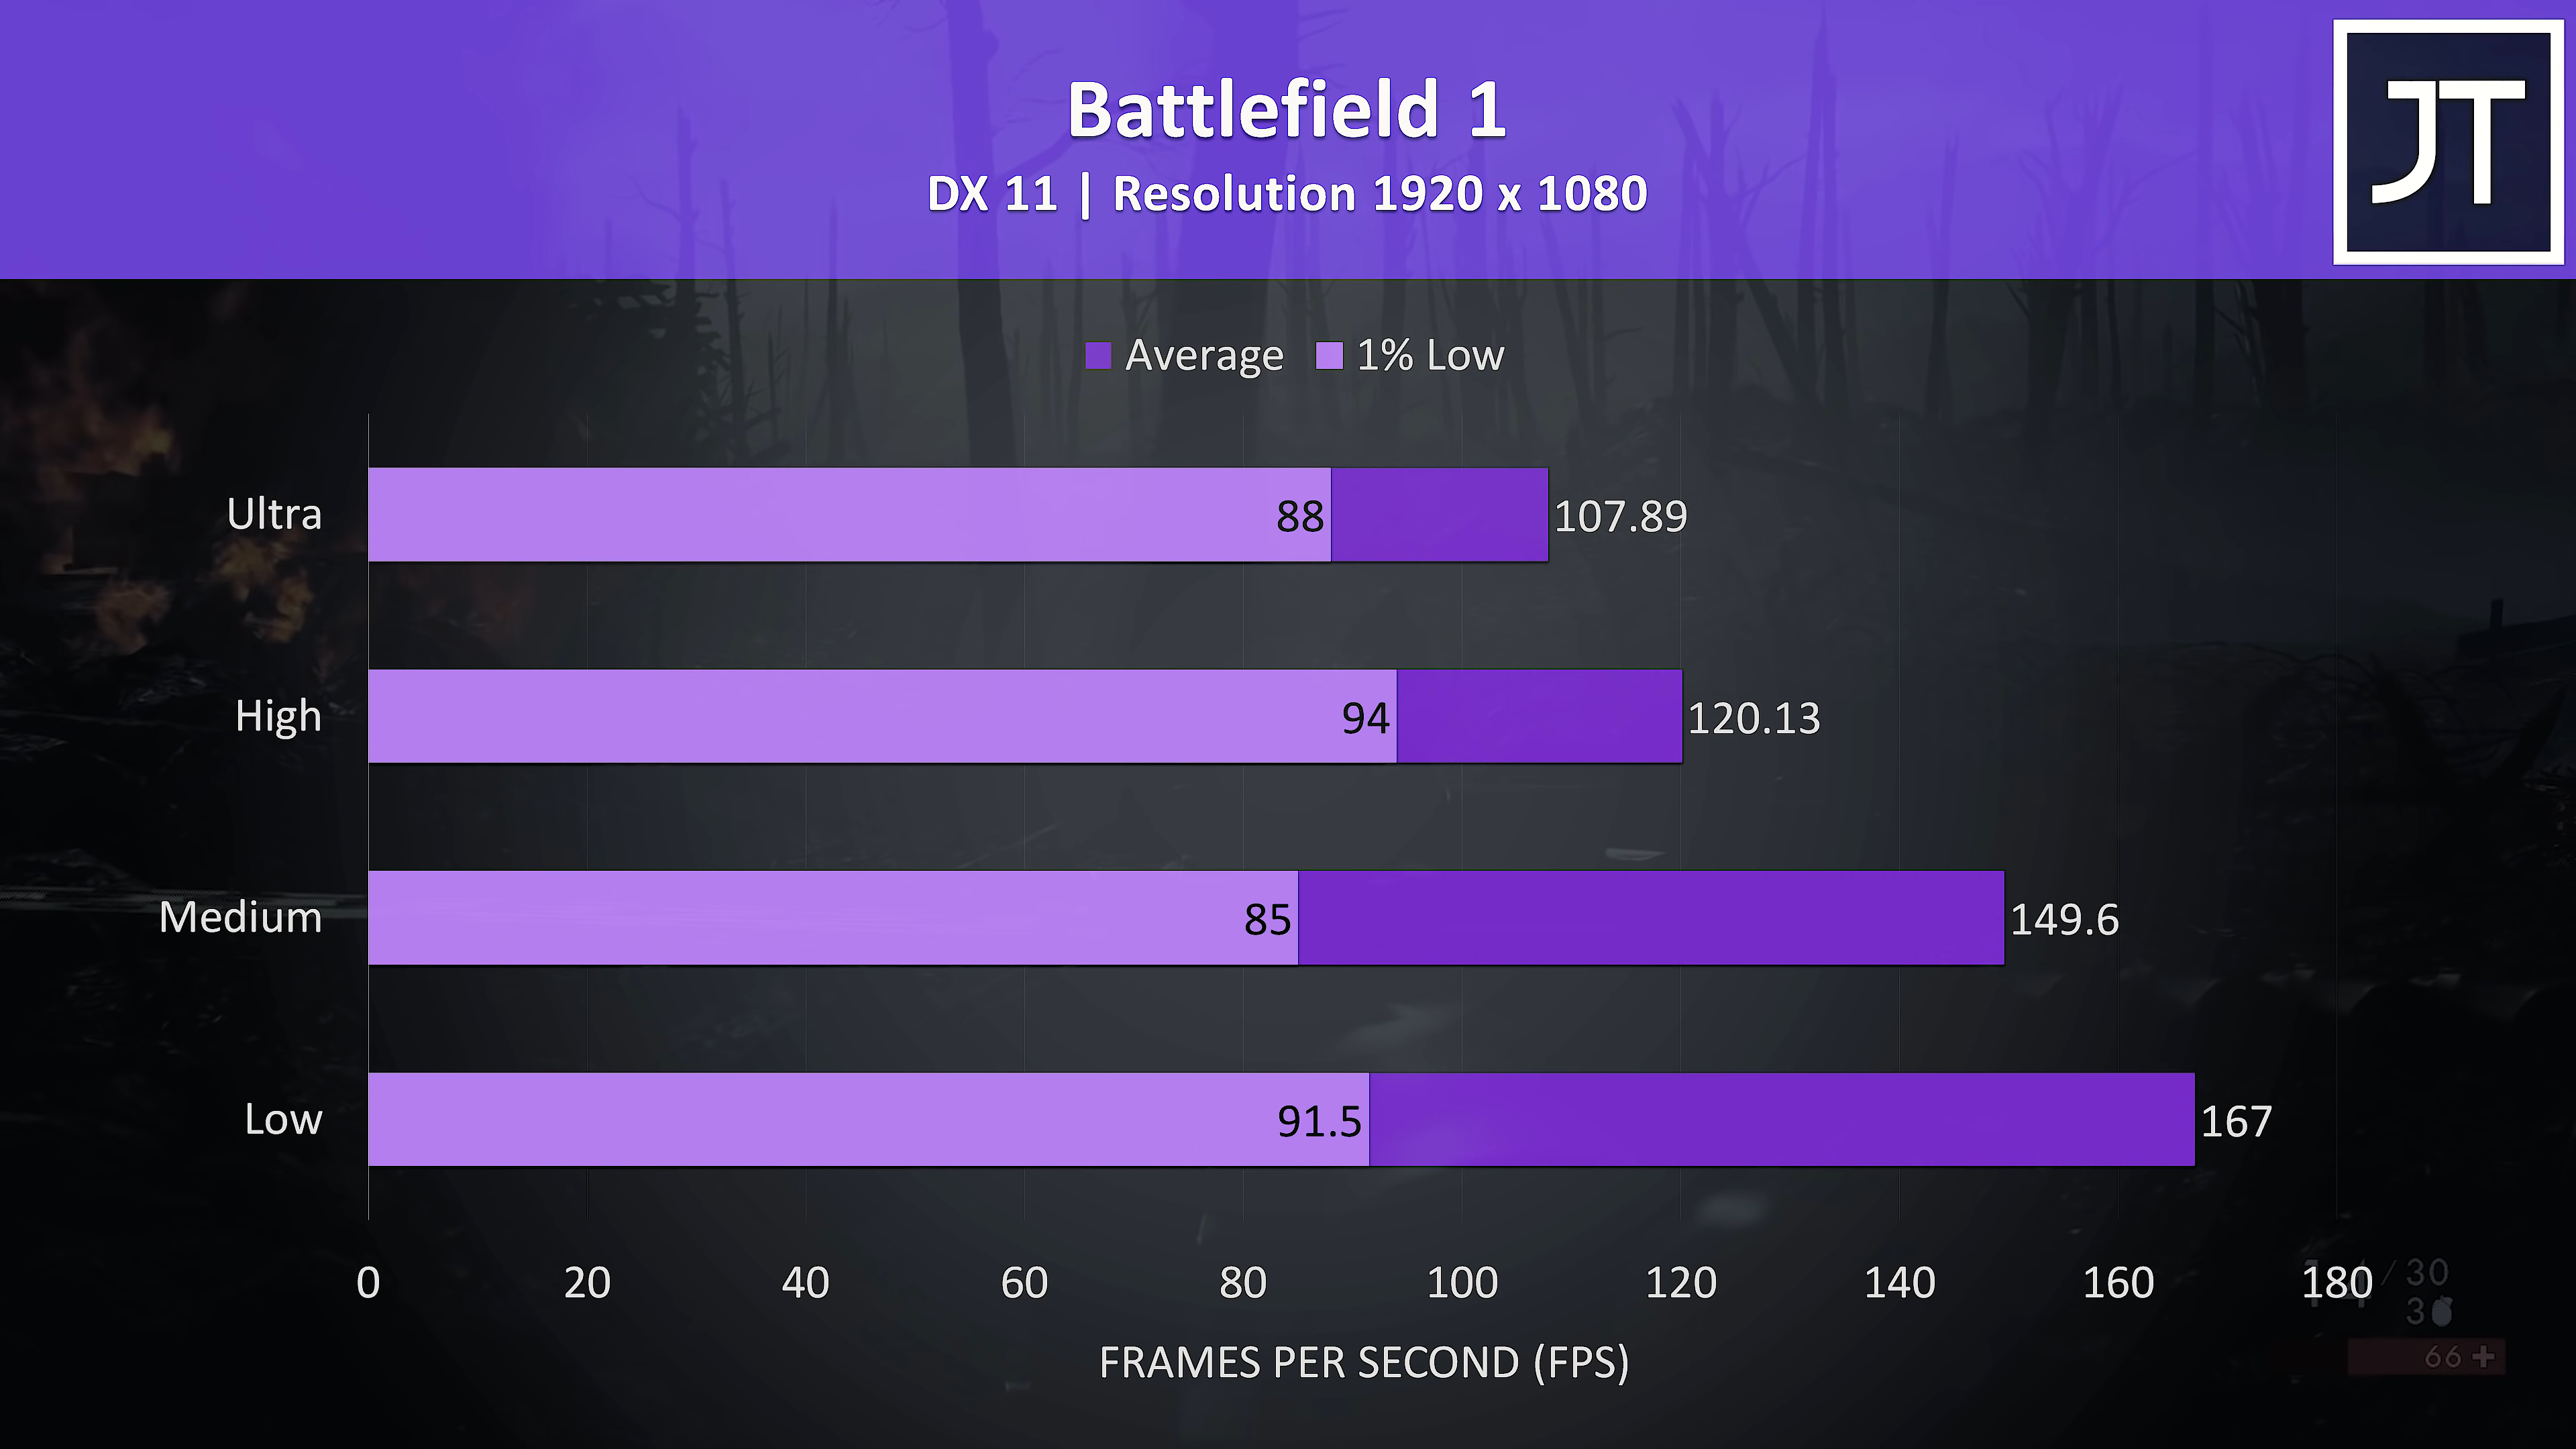 Battlefield 1
JT
DX 11 | Resolution 1920 x 1080
Average 1% Low
Ultra 88 107.89
High 94 120.13
Medium 85 149.6
Low 91.5 167
0 20 40 60 80 100 120 140 160 180
/ 30
3
FRAMES PER SECOND (FPS)
66 +